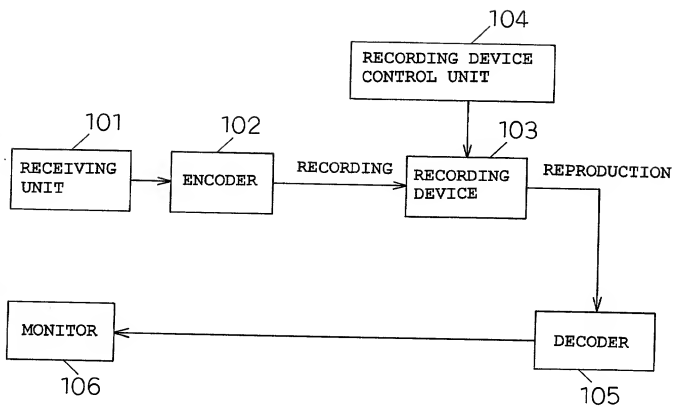 104
RECORDING DEVICE
CONTROL UNIT
101
102
103
RECEIVING
UNIT
ENCODER
RECORDING
RECORDING
DEVICE
REPRODUCTION
MONITOR
DECODER
106
105